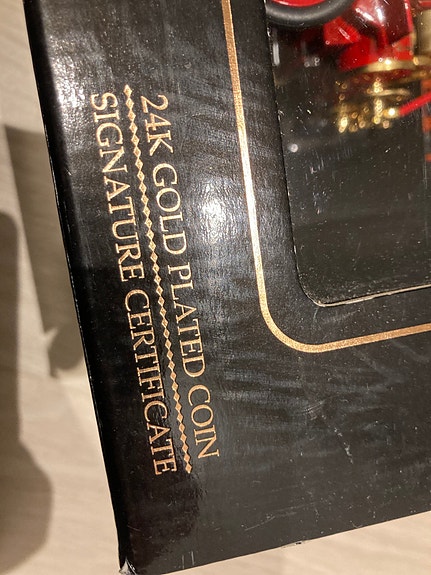 24K GOLD PLATED COIN
SIGNATURE CERTIFICATE